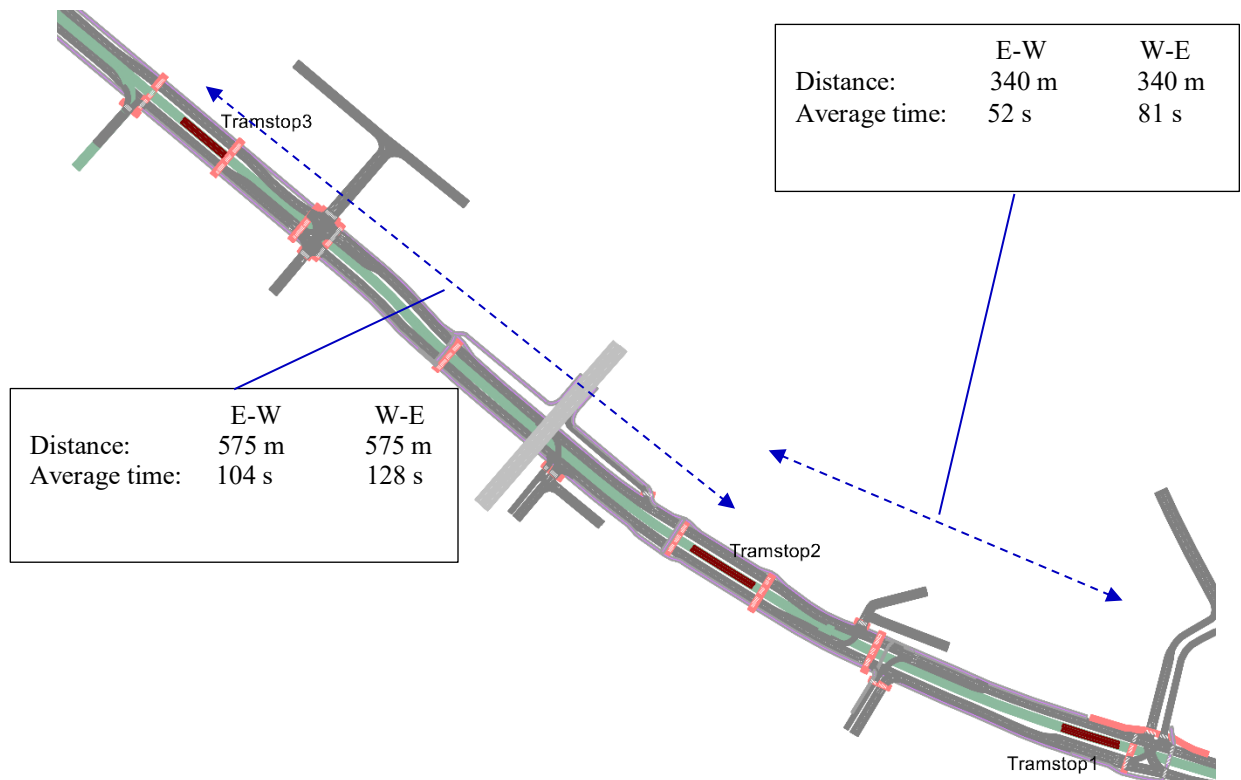 E-W W-E
Distance: 340 m 340 m
Average time: 52 s 81 s
Tramstop3
E-W W-E
Distance: 575 m 575 m
Average time: 104 s 128 s
Tramstop2
Tramstop1